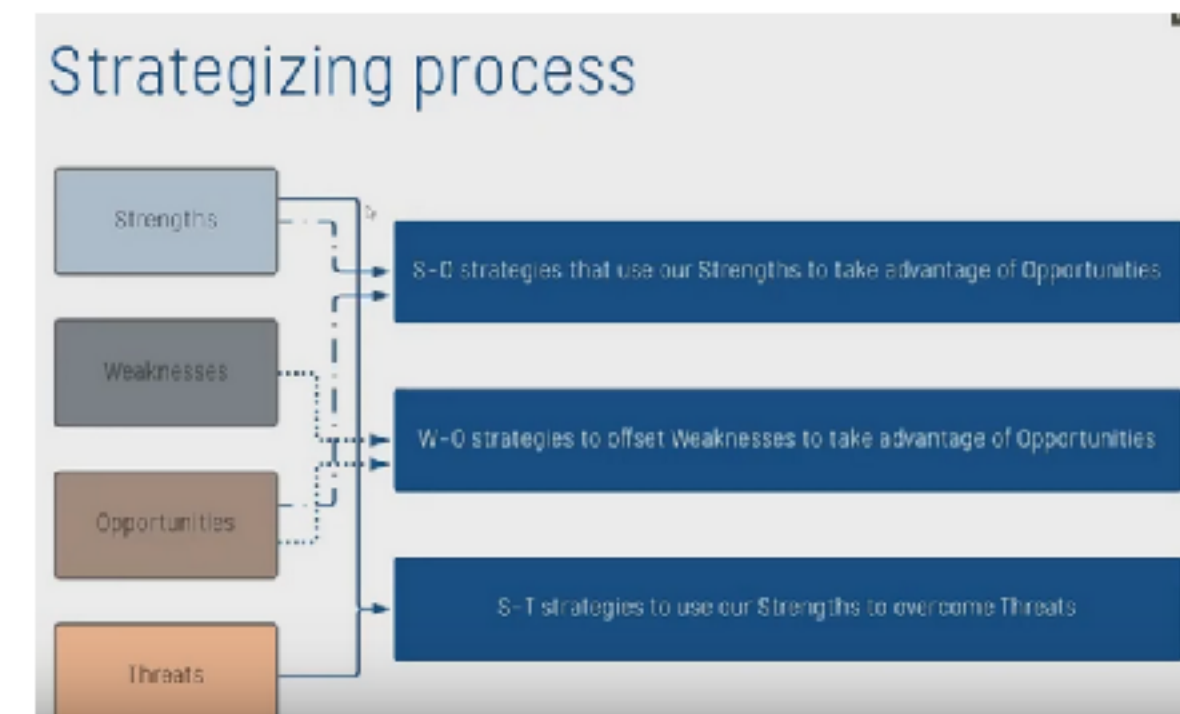 Strategizing process
Strengths
S-O strategies that use our Strengths to take advantage of Opportunities
Weaknesses
W-O strategies to offset Weaknesses to take advantage of Opportunities
Opportunities
S-T strategies to use our Strengths to overcome Threats
Threats